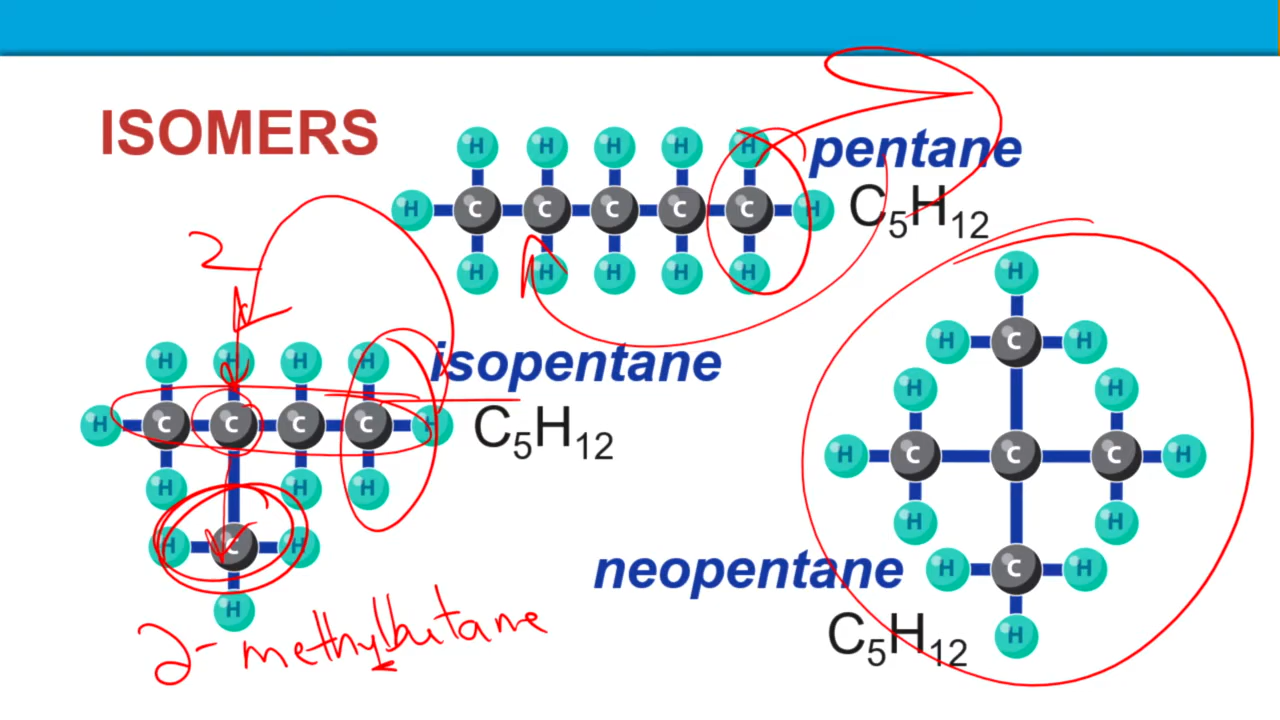 ISOMERS
H H H H H
H C C C C C H
H H H H H
pentane
C₅H₁₂
2
H H H H
H C C C C H
H H H
H C H
H
isopentane
C₅H₁₂
2-methylbutane
H
H C H
H H
H C C C H
H H
H C H
H
neopentane
C₅H₁₂